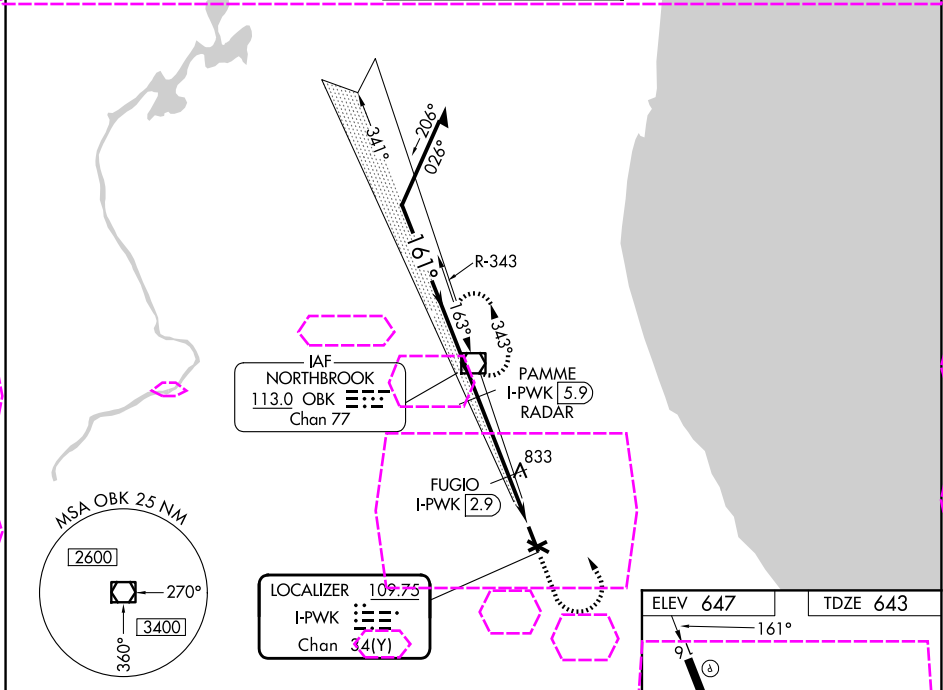 341°
206°
026°
161°
R-343
163°
343°
IAF
NORTHBROOK
113.0 OBK
Chan 77
PAMME
I-PWK 5.9
RADAR
833
FUGIO
I-PWK 2.9
MSA OBK 25 NM
2600
270°
3400
360°
LOCALIZER 109.75
I-PWK
Chan 34(Y)
ELEV 647
TDZE 643
161°